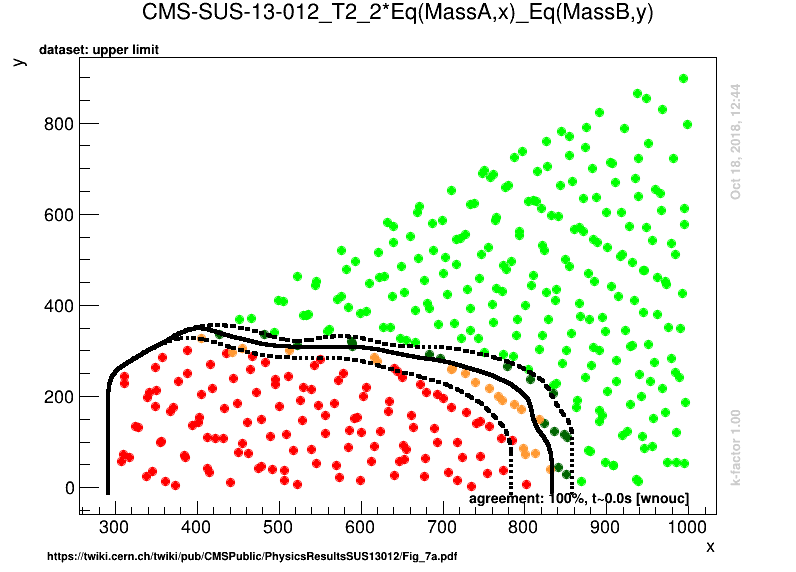 CMS-SUS-13-012_T2_2*Eq(MassA,x)_Eq(MassB,y)
dataset: upper limit
y
800
600
400
200
0
300 400 500 600 700 800 900 1000
x
agreement: 100%, t~0.0s [wnouc]
https://twiki.cern.ch/twiki/pub/CMSPublic/PhysicsResultsSUS13012/Fig_7a.pdf
Oct 18, 2018, 12:44
k-factor 1.00